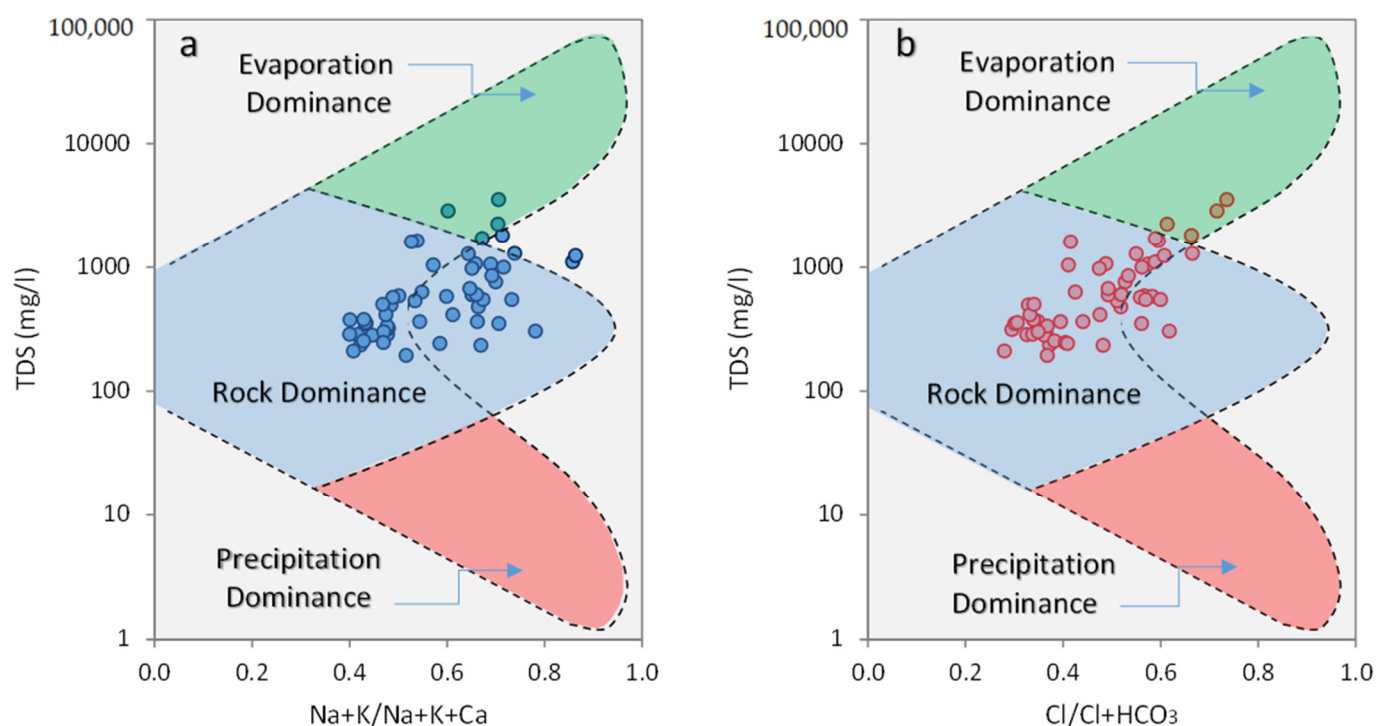 a
100,000
10000
1000
100
10
1
TDS (mg/l)
Evaporation
Dominance
Rock Dominance
Precipitation
Dominance
0.0 0.2 0.4 0.6 0.8 1.0
Na+K/Na+K+Ca
b
100,000
10000
1000
100
10
1
TDS (mg/l)
Evaporation
Dominance
Rock Dominance
Precipitation
Dominance
0.0 0.2 0.4 0.6 0.8 1.0
Cl/Cl+HCO₃